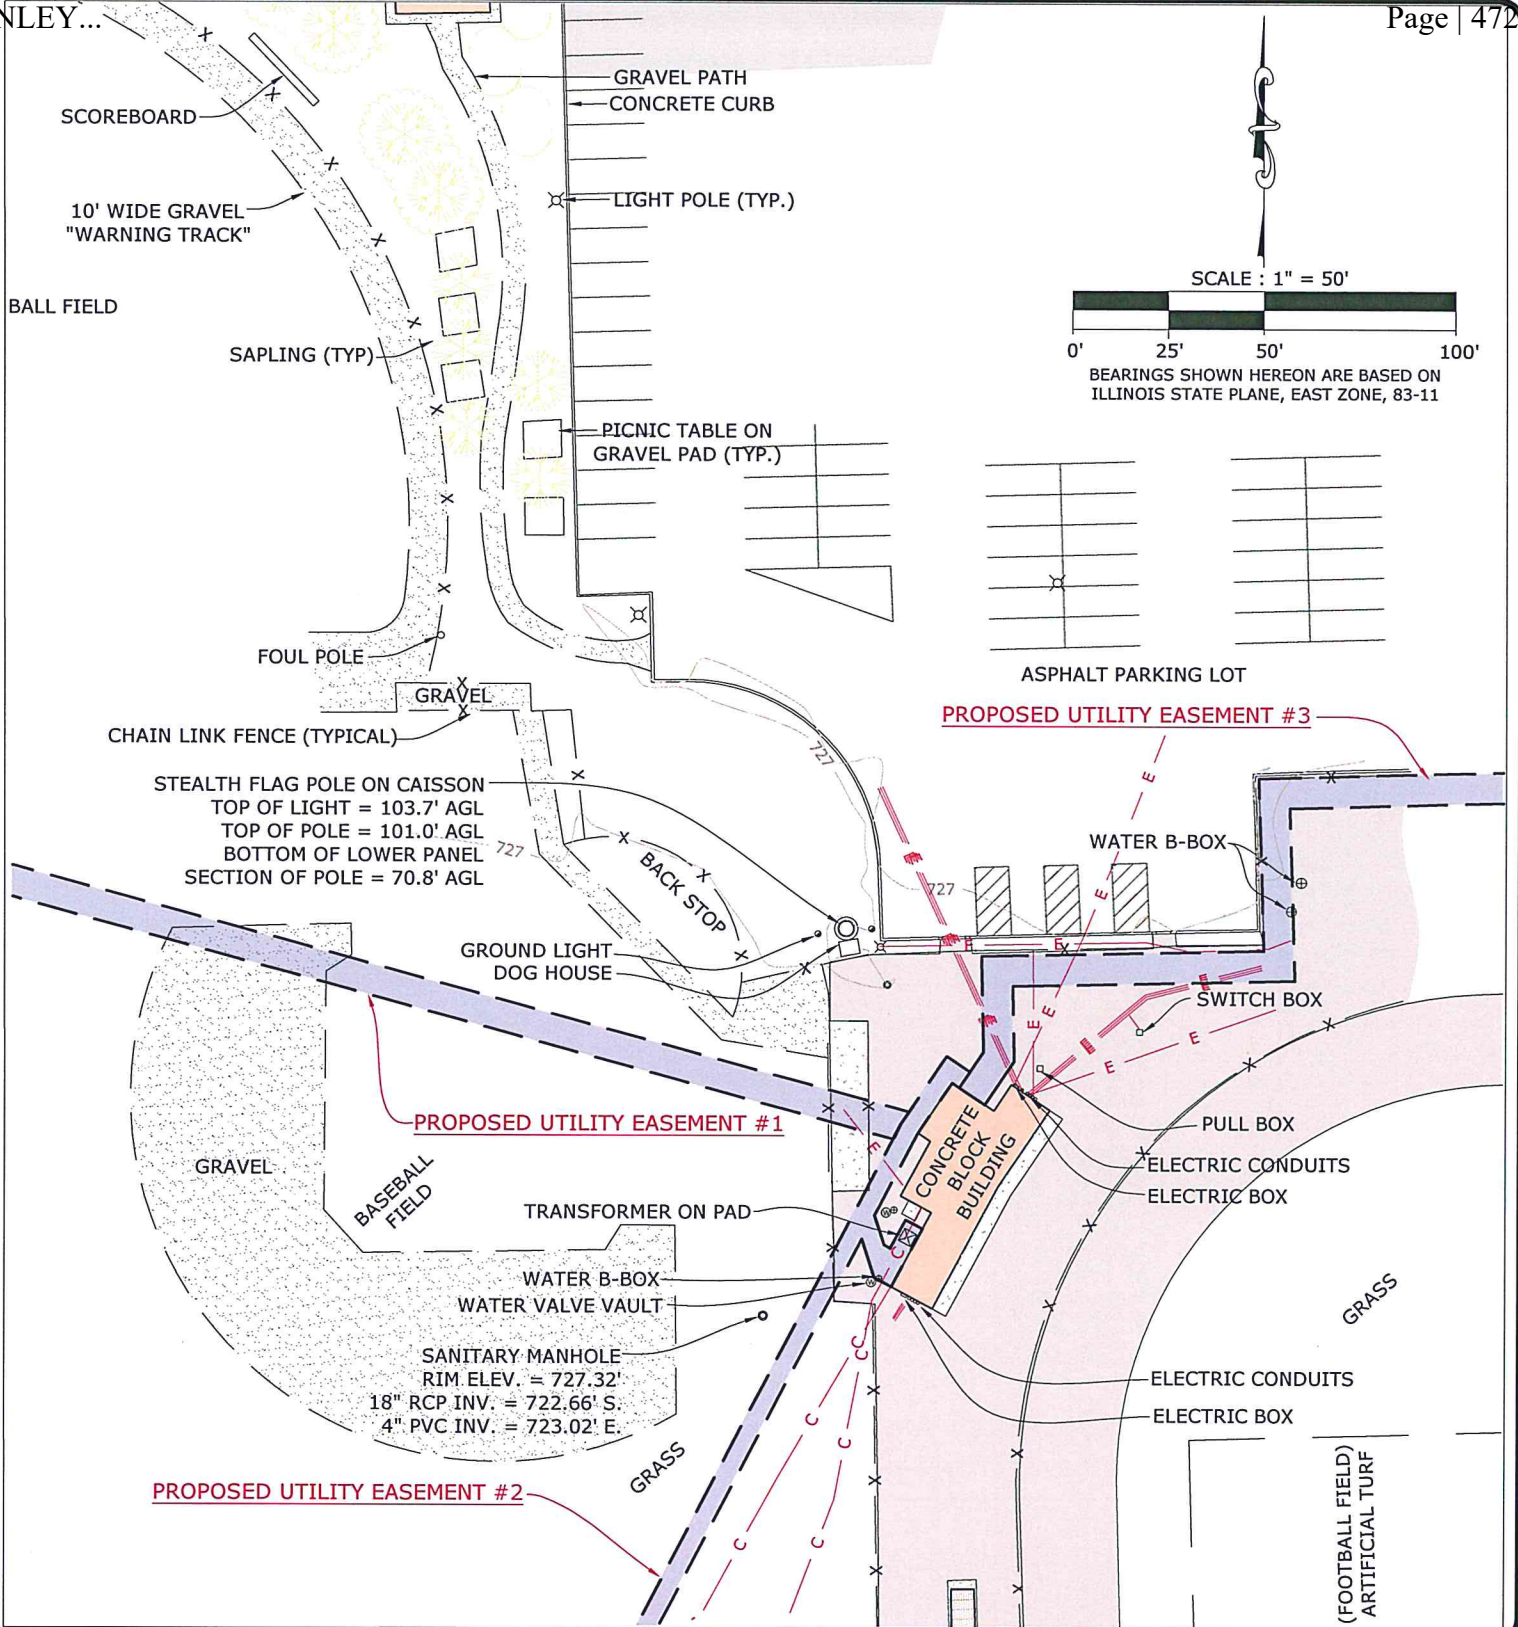 NLEY...
Page | 472
GRAVEL PATH
CONCRETE CURB
SCOREBOARD
LIGHT POLE (TYP.)
10' WIDE GRAVEL
"WARNING TRACK"
SCALE : 1" = 50'
0' 25' 50' 100'
BEARINGS SHOWN HEREON ARE BASED ON
ILLINOIS STATE PLANE, EAST ZONE, 83-11
BALL FIELD
SAPLING (TYP)
PICNIC TABLE ON
GRAVEL PAD (TYP.)
FOUL POLE
ASPHALT PARKING LOT
GRAVEL
PROPOSED UTILITY EASEMENT #3
CHAIN LINK FENCE (TYPICAL)
727
STEALTH FLAG POLE ON CAISSON
TOP OF LIGHT = 103.7' AGL
TOP OF POLE = 101.0' AGL
BOTTOM OF LOWER PANEL
SECTION OF POLE = 70.8' AGL
727
WATER B-BOX
BACK STOP
727
GROUND LIGHT
DOG HOUSE
SWITCH BOX
PROPOSED UTILITY EASEMENT #1
PULL BOX
CONCRETE
BLOCK
BUILDING
GRAVEL
BASEBALL
FIELD
ELECTRIC CONDUITS
ELECTRIC BOX
TRANSFORMER ON PAD
WATER B-BOX
WATER VALVE VAULT
GRASS
SANITARY MANHOLE
RIM ELEV. = 727.32'
18" RCP INV. = 722.66' S.
4" PVC INV. = 723.02' E.
ELECTRIC CONDUITS
ELECTRIC BOX
GRASS
PROPOSED UTILITY EASEMENT #2
(FOOTBALL FIELD)
ARTIFICIAL TURF